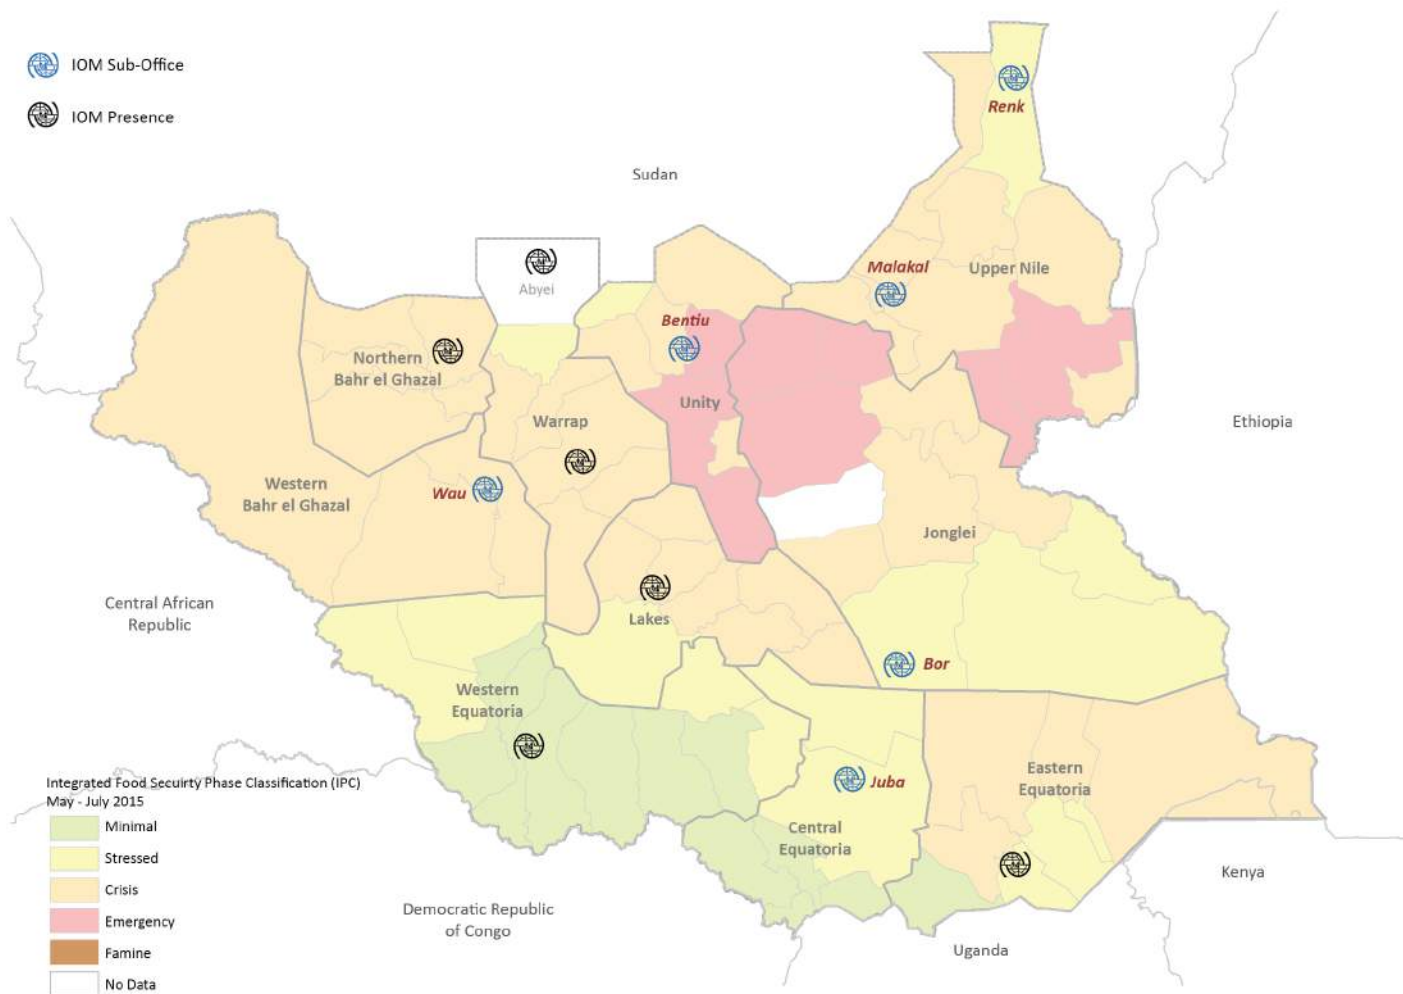 IOM Sub-Office
IOM Presence
Renk
Sudan
Malakal
Upper Nile
Abyei
Bentiu
Northern
Bahr el Ghazal
Unity
Warrap
Ethiopia
Western
Bahr el Ghazal
Wau
Jonglei
Central African
Republic
Lakes
Bor
Western
Equatoria
Eastern
Equatoria
Juba
Central
Equatoria
Kenya
Democratic Republic
of Congo
Uganda
Integrated Food Secuirty Phase Classification (IPC)
May - July 2015
Minimal
Stressed
Crisis
Emergency
Famine
No Data